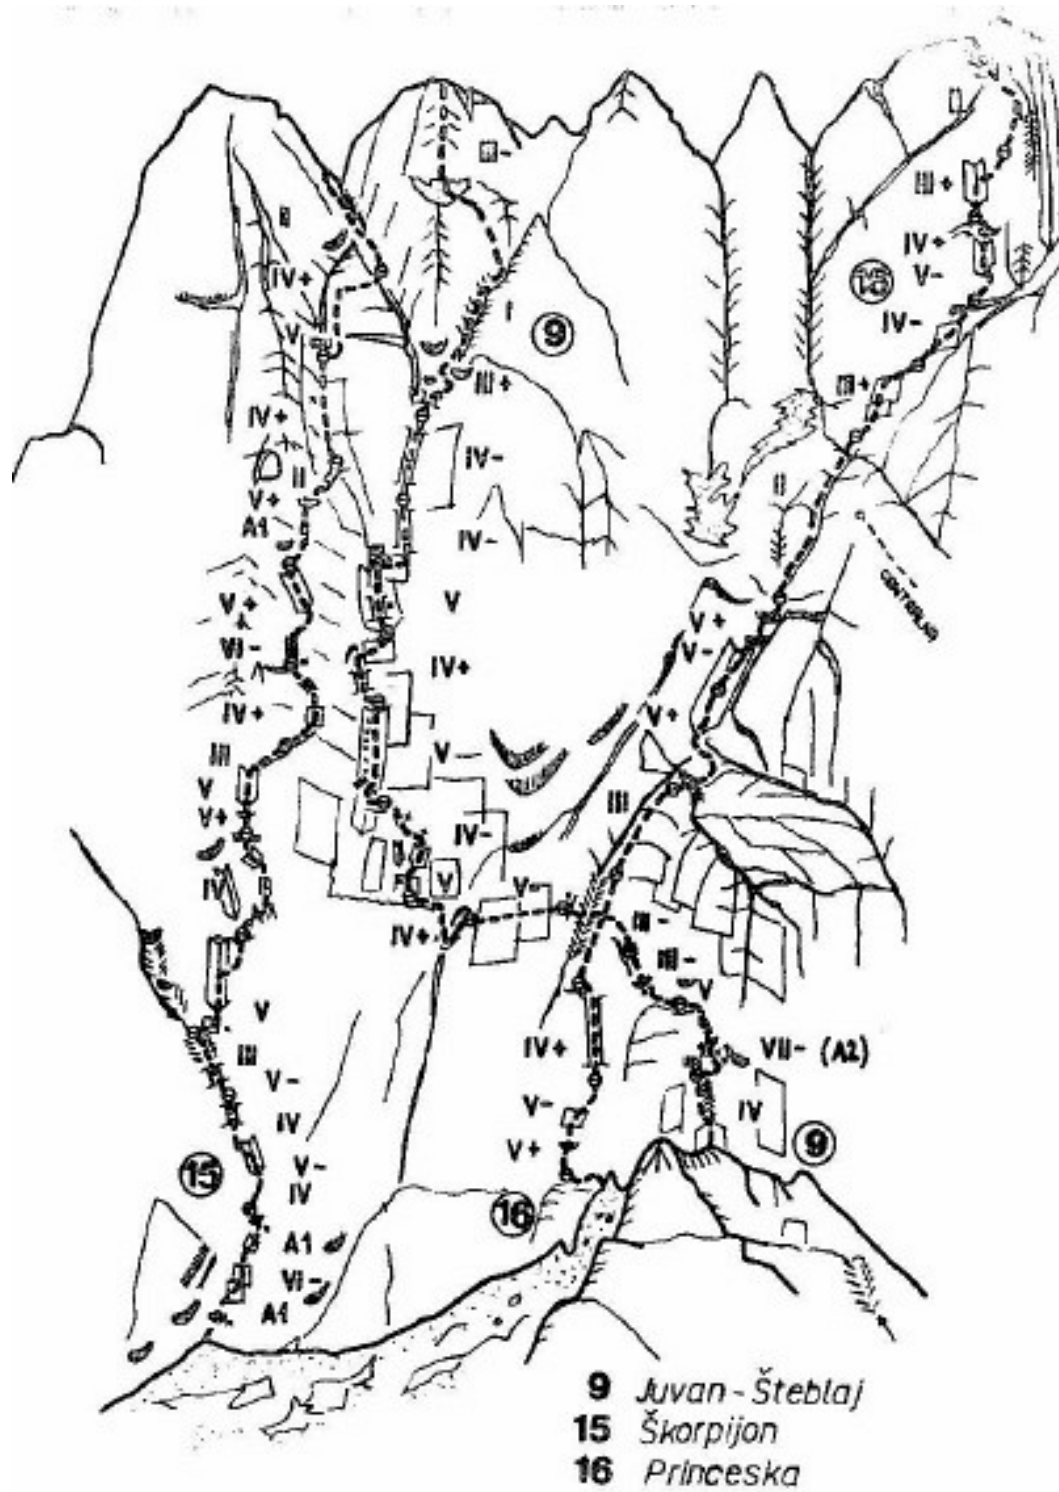 III-
II
III+
IV+
IV+
V-
16
I
9
IV-
V
III+
III+
IV+
IV-
II
II
V+
A1
IV-
CENTRALNA
V+
V
V+
VI-
V-
IV+
IV+
V+
III
V-
V
III
V+
IV-
IV
V
V-
IV+
III-
III-
V
V
IV+
VII- (A2)
III
V-
V-
IV
IV
V+
9
15
V-
IV
16
A1
VI-
A1
9 Juvan-Šteblaj
15 Škorpijon
16 Princeska